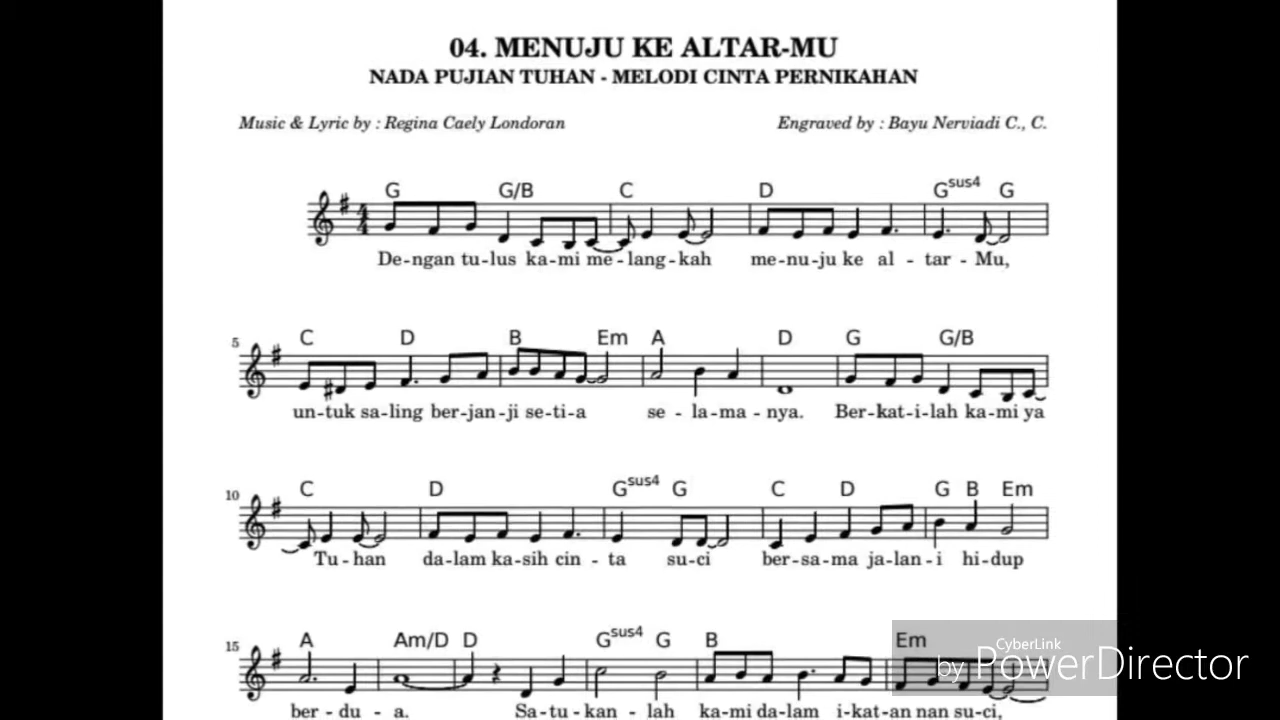 04. MENUJU KE ALTAR-MU
NADA PUJIAN TUHAN - MELODI CINTA PERNIKAHAN
Music & Lyric by : Regina Caely Londoran Engraved by : Bayu Nerviadi C., C.
G G/B C D Gsus4 G
4/4
De-ngan tu-lus ka-mi me-lang-kah me-nu-ju ke al - tar - Mu,
5 C D B Em A D G G/B
un-tuk sa-ling ber-jan-ji se-ti-a se - la-ma-nya. Ber-kat-i-lah ka-mi ya
10 C D Gsus4 G C D G B Em
Tu-han da-lam ka-sih cin - ta su-ci ber-sa-ma ja-lan-i hi-dup
15 A Am/D D Gsus4 G B Em
ber-du - a. Sa-tu-kan - lah ka-mi da-lam i-kat-an nan su-ci,
CyberLink
by PowerDirector